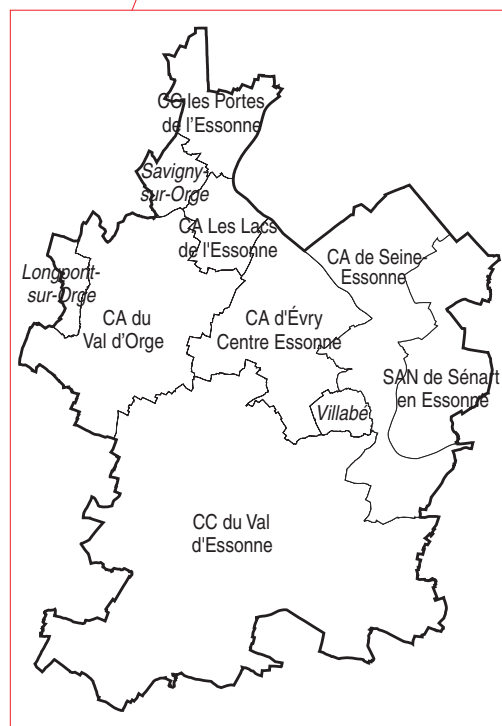 CC les Portes
de l'Essonne
Savigny-
sur-Orge
CA Les Lacs
de l'Essonne
CA de Seine-
Essonne
Longpont-
sur-Orge
CA du
Val d'Orge
CA d'Évry
Centre Essonne
SAN de Sénart
en Essonne
Villabé
CC du Val
d'Essonne